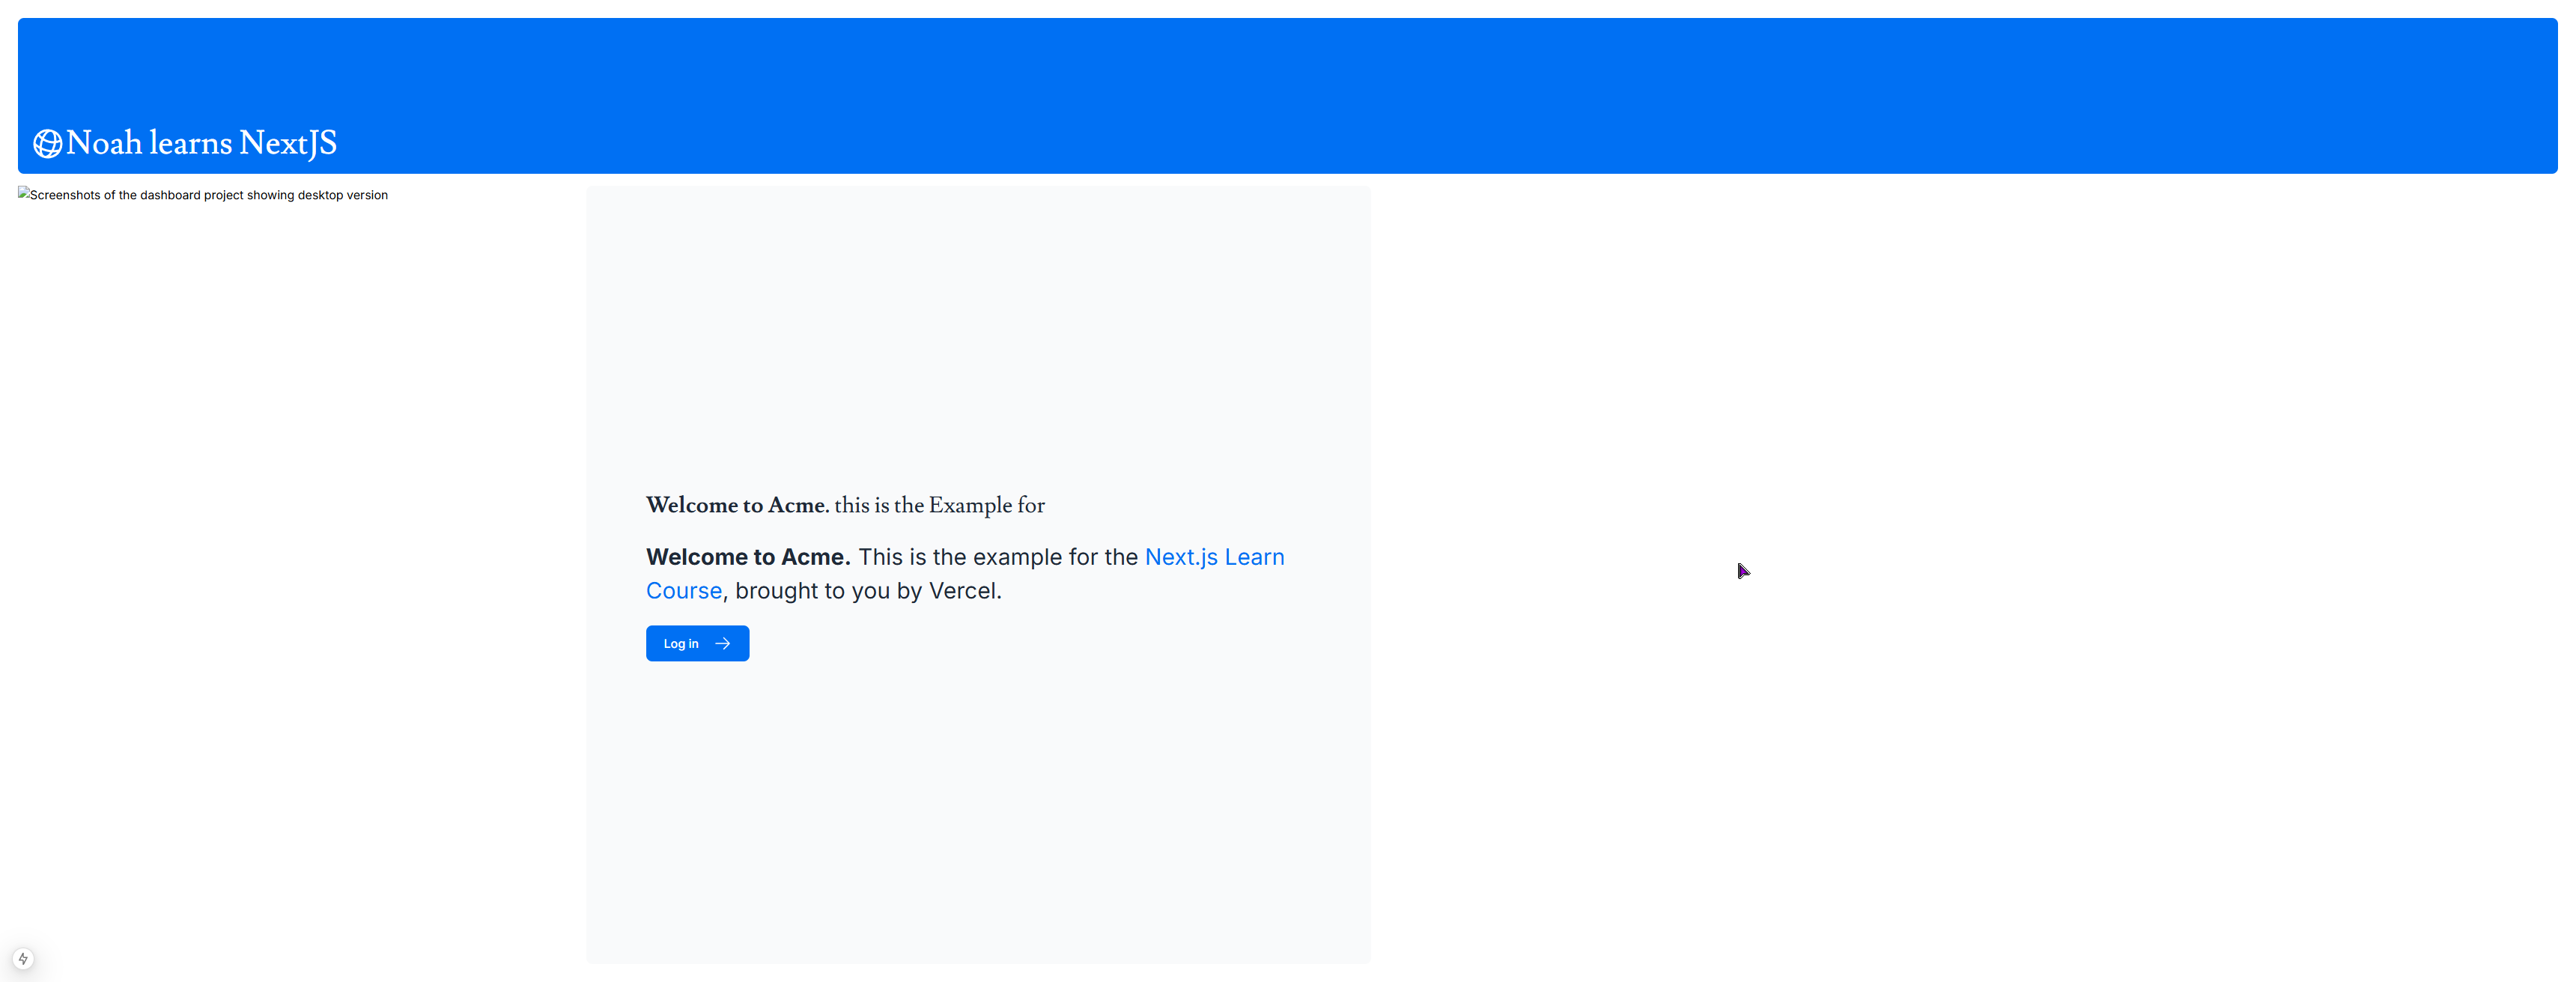 Noah learns NextJS
Screenshots of the dashboard project showing desktop version
Welcome to Acme. this is the Example for
Welcome to Acme. This is the example for the Next.js Learn
Course, brought to you by Vercel.
Log in